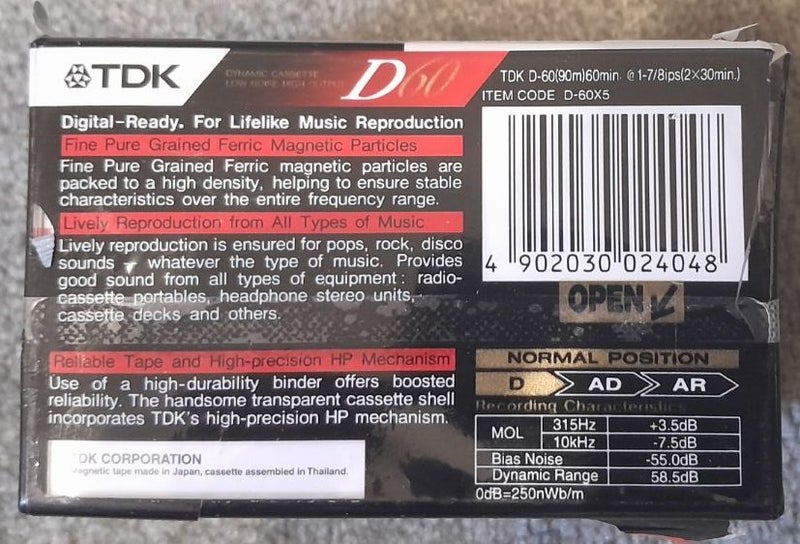 TDK
DYNAMIC CASSETTE
LOW NOISE HIGH OUTPUT
D60
TDK D-60(90m)60min. @1-7/8ips(2×30min.)
ITEM CODE D-60X5
Digital-Ready. For Lifelike Music Reproduction
Fine Pure Grained Ferric Magnetic Particles
Fine Pure Grained Ferric magnetic particles are
packed to a high density, helping to ensure stable
characteristics over the entire frequency range.
Lively Reproduction from All Types of Music
Lively reproduction is ensured for pops, rock, disco
sounds - whatever the type of music. Provides
good sound from all types of equipment: radio-
cassette portables, headphone stereo units,
cassette decks and others.
4 902030 024048
OPEN
Reliable Tape and High-precision HP Mechanism
Use of a high-durability binder offers boosted
reliability. The handsome transparent cassette shell
incorporates TDK's high-precision HP mechanism.
TDK CORPORATION
Magnetic tape made in Japan, cassette assembled in Thailand.
NORMAL POSITION
D AD AR
Recording Characteristics
MOL 315Hz +3.5dB
10kHz -7.5dB
Bias Noise -55.0dB
Dynamic Range 58.5dB
0dB=250nWb/m